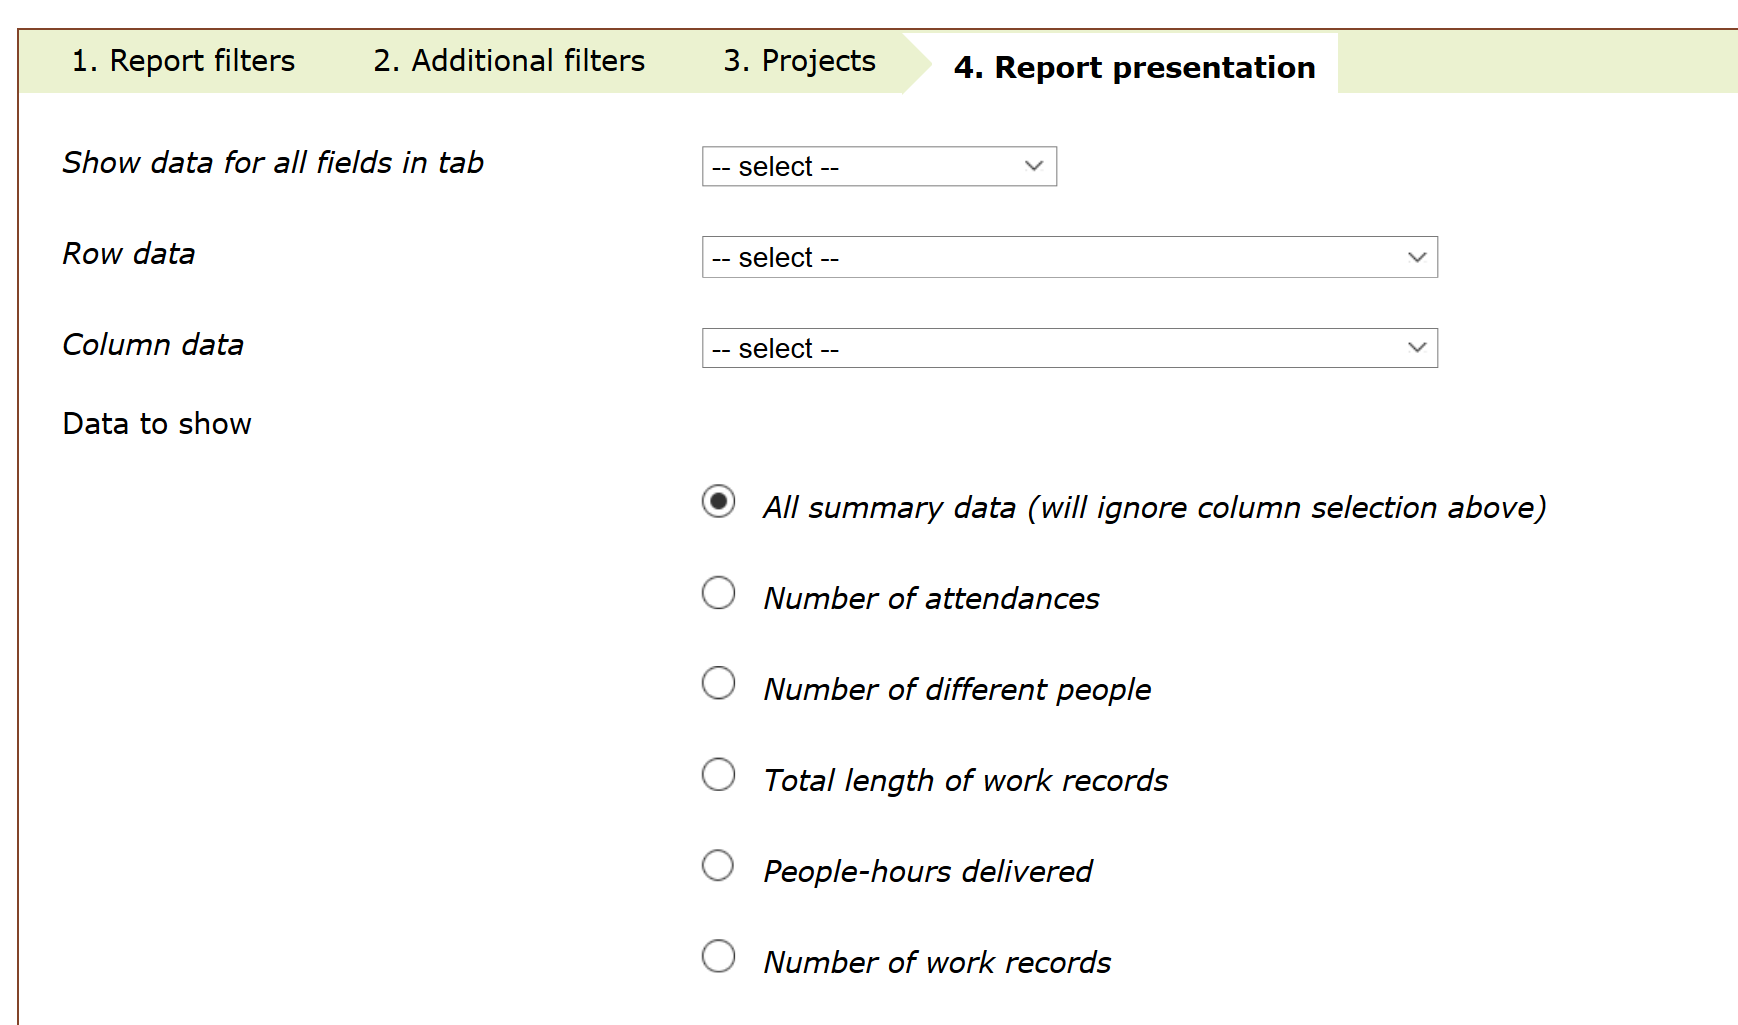 1. Report filters 2. Additional filters 3. Projects 4. Report presentation
Show data for all fields in tab -- select --
Row data -- select --
Column data -- select --
Data to show
All summary data (will ignore column selection above)
Number of attendances
Number of different people
Total length of work records
People-hours delivered
Number of work records